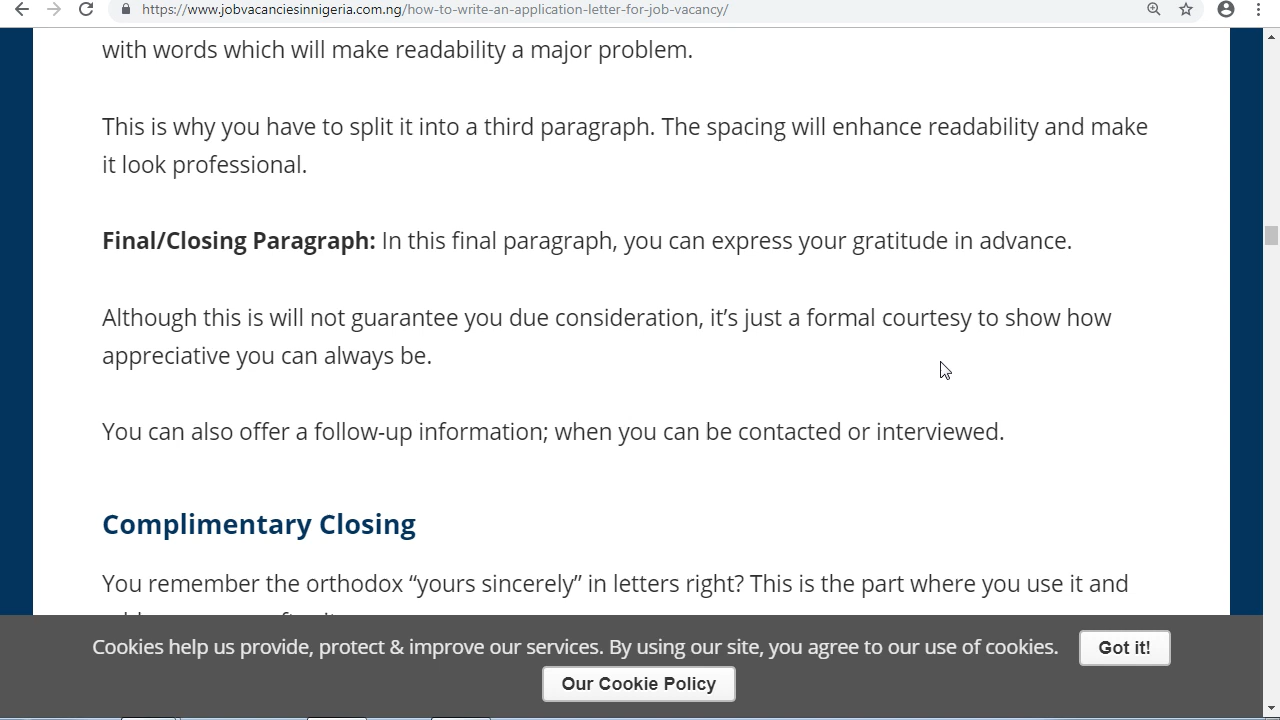 https://www.jobvacanciesinnigeria.com.ng/how-to-write-an-application-letter-for-job-vacancy/
with words which will make readability a major problem.
This is why you have to split it into a third paragraph. The spacing will enhance readability and make
it look professional.
Final/Closing Paragraph: In this final paragraph, you can express your gratitude in advance.
Although this is will not guarantee you due consideration, it’s just a formal courtesy to show how
appreciative you can always be.
You can also offer a follow-up information; when you can be contacted or interviewed.
Complimentary Closing
You remember the orthodox “yours sincerely” in letters right? This is the part where you use it and
Cookies help us provide, protect & improve our services. By using our site, you agree to our use of cookies.
Got it!
Our Cookie Policy